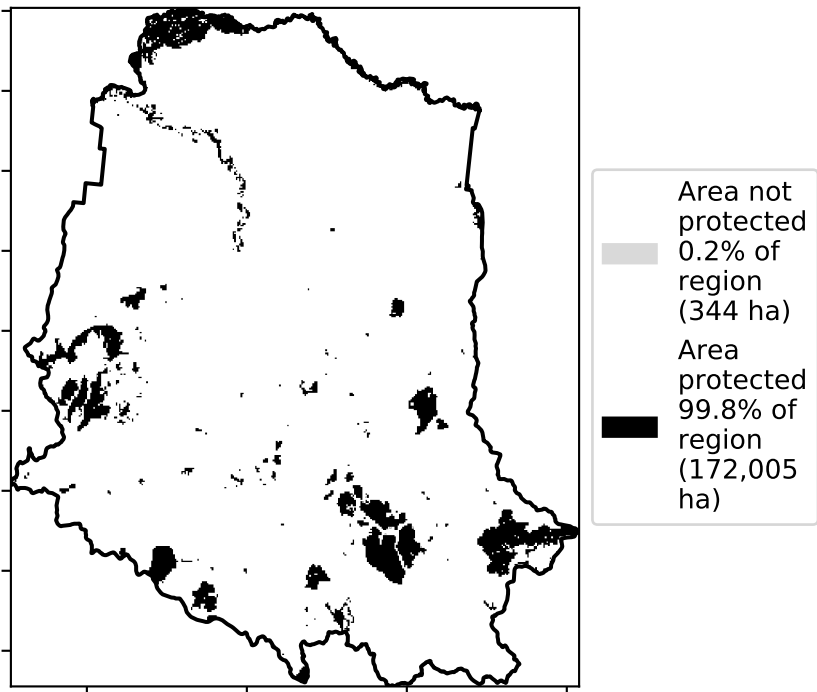 Area not
protected
0.2% of
region
(344 ha)
Area
protected
99.8% of
region
(172,005
ha)